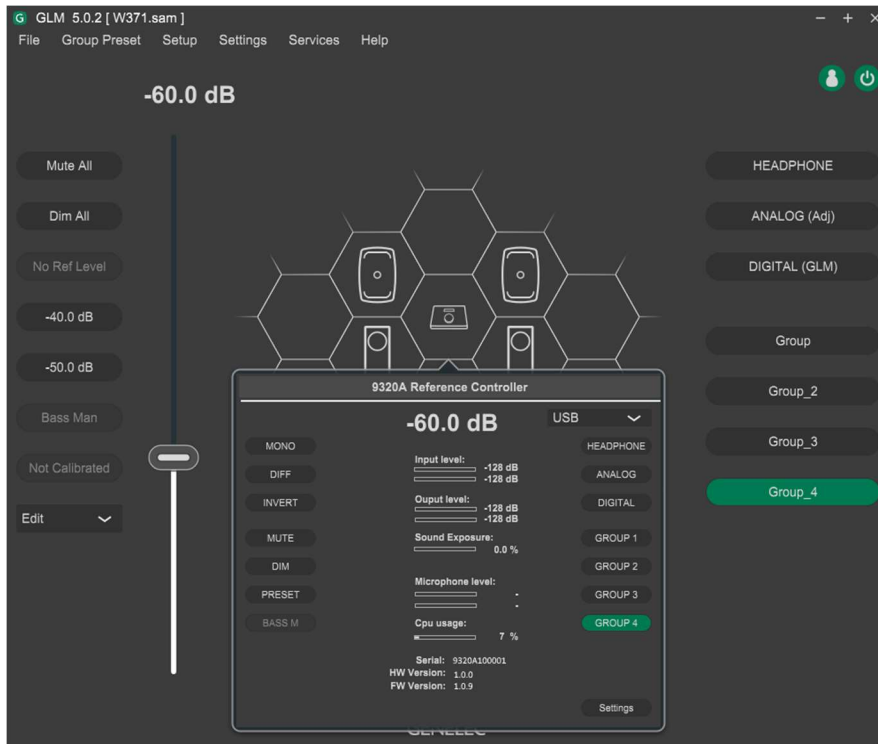 G GLM 5.0.2 [ W371.sam ]
File Group Preset Setup Settings Services Help
-60.0 dB
Mute All
Dim All
No Ref Level
-40.0 dB
-50.0 dB
Bass Man
Not Calibrated
Edit
HEADPHONE
ANALOG (Adj)
DIGITAL (GLM)
Group
Group_2
Group_3
Group_4
9320A Reference Controller
-60.0 dB
USB
MONO
DIFF
INVERT
MUTE
DIM
PRESET
BASS M
Input level:
-128 dB
-128 dB
Ouput level:
-128 dB
-128 dB
Sound Exposure:
0.0 %
Microphone level:
-
-
Cpu usage:
7 %
Serial: 9320A100001
HW Version: 1.0.0
FW Version: 1.0.9
HEADPHONE
ANALOG
DIGITAL
GROUP 1
GROUP 2
GROUP 3
GROUP 4
Settings
GENELEC